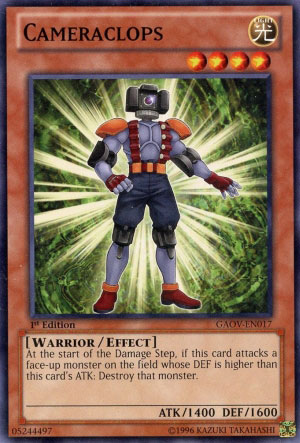 CAMERACLOPS
LIGHT
光
1st Edition
GAOV-EN017
[WARRIOR / EFFECT]
At the start of the Damage Step, if this card attacks
a face-up monster on the field whose DEF is higher than
this card's ATK: Destroy that monster.
ATK/1400 DEF/1600
05244497
©1996 KAZUKI TAKAHASHI